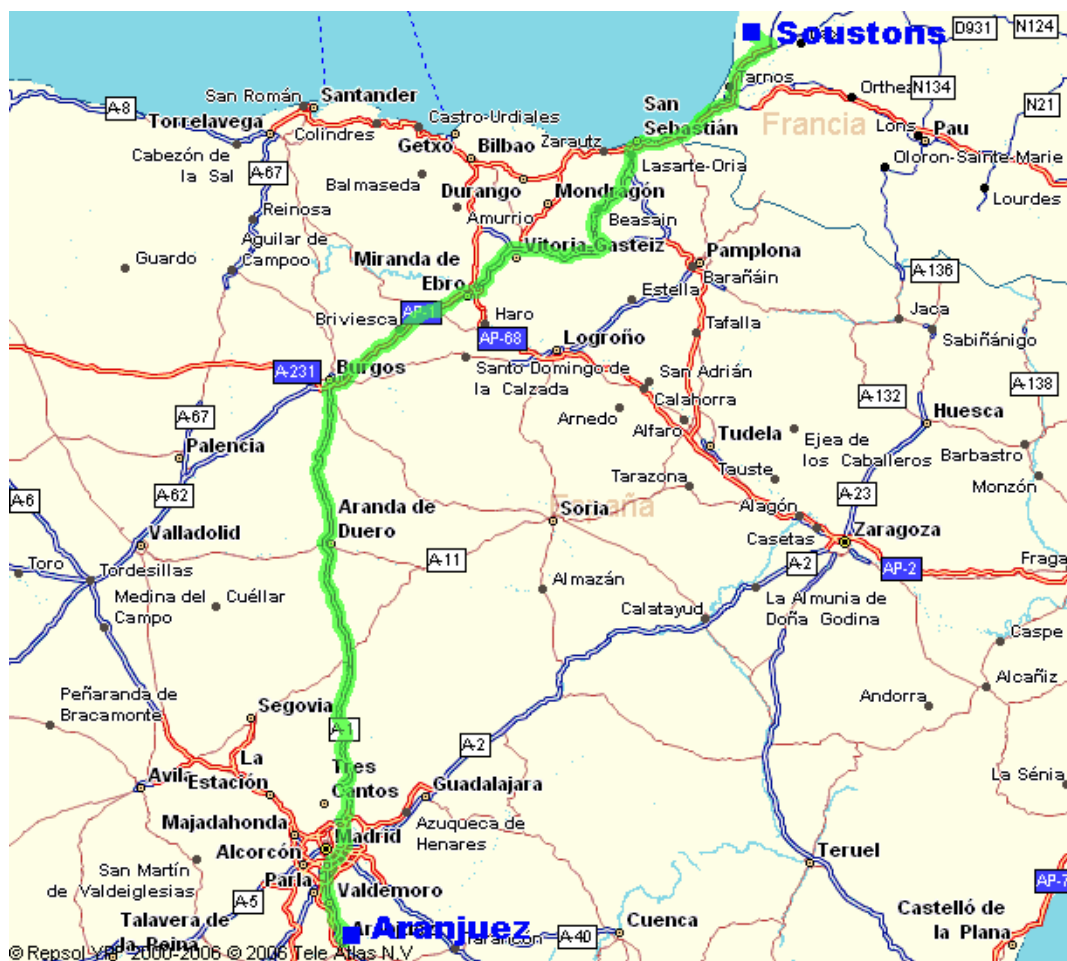 Soustons
D931
N124
Tarnos
Orthez
N134
N21
A-8
San Román
Santander
Torrelavega
Colindres
Castro-Urdiales
San
Sebastián
Francia
Lons
Pau
Getxo
Bilbao
Zarautz
Cabezón de
la Sal
A-67
Balmaseda
Lasarte-Oria
Oloron-Sainte-Marie
Lourdes
Durango
Mondragón
Reinosa
Amurrio
Beasain
Aguilar de
Campoo
Guardo
Vitoria-Gasteiz
Pamplona
Barañáin
A-136
Miranda de
Ebro
Estella
AP-1
Briviesca
Haro
Jaca
Sabiñánigo
AP-68
Logroño
Tafalla
A-231
Burgos
Santo Domingo de
la Calzada
San Adrián
Calahorra
A-132
A-138
A-67
Arnedo
Alfaro
Tudela
Ejea de
los Caballeros
Huesca
Palencia
Barbastro
Tarazona
Tauste
Monzón
A-6
A-62
Aranda de
Duero
España
Soria
Alagón
A-23
Valladolid
Casetas
Zaragoza
Toro
Tordesillas
A-11
A-2
AP-2
Fraga
Medina del
Campo
Cuéllar
Almazán
Calatayud
La Almunia de
Doña Godina
Caspe
Peñaranda de
Bracamonte
Segovia
Alcañiz
Andorra
A-1
A-2
La
Estación
Avila
Tres
Cantos
Guadalajara
La Sénia
Majadahonda
Madrid
Azuqueca de
Henares
Alcorcón
San Martín
de Valdeiglesias
Parla
Valdemoro
Teruel
AP-7
A-5
Talavera de
la Reina
Aranjuez
Tarancón
A-40
Cuenca
Castelló de
la Plana
© Repsol YPF 2000-2006 © 2006 Tele Atlas N.V